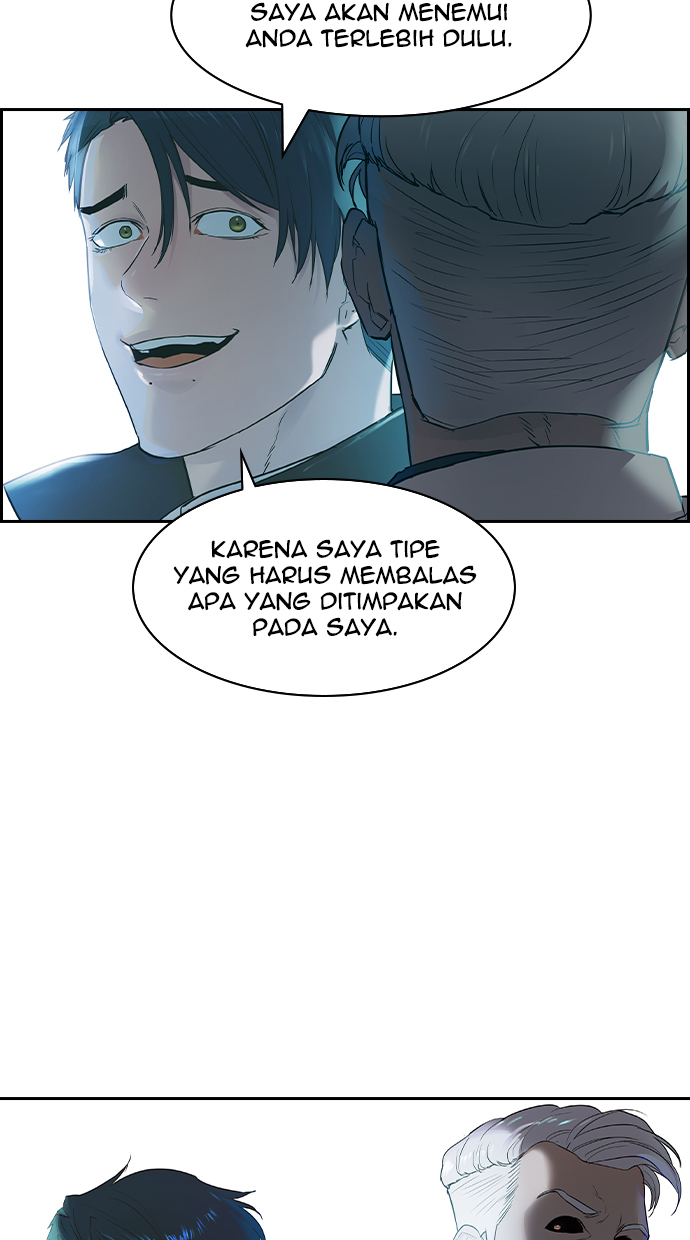 SAYA AKAN MENEMUI
ANDA TERLEBIH DULU.
KARENA SAYA TIPE
YANG HARUS MEMBALAS
APA YANG DITIMPAKAN
PADA SAYA.